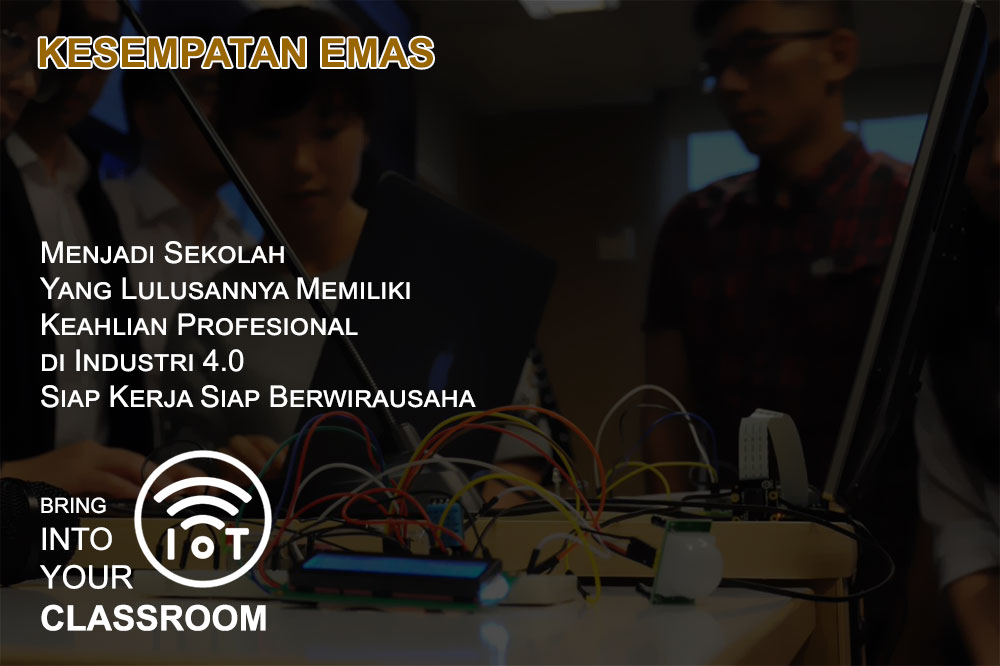 KESEMPATAN EMAS
MENJADI SEKOLAH
YANG LULUSANNYA MEMILIKI
KEAHLIAN PROFESIONAL
DI INDUSTRI 4.0
SIAP KERJA SIAP BERWIRAUSAHA
BRING
INTO
YOUR
CLASSROOM
IoT